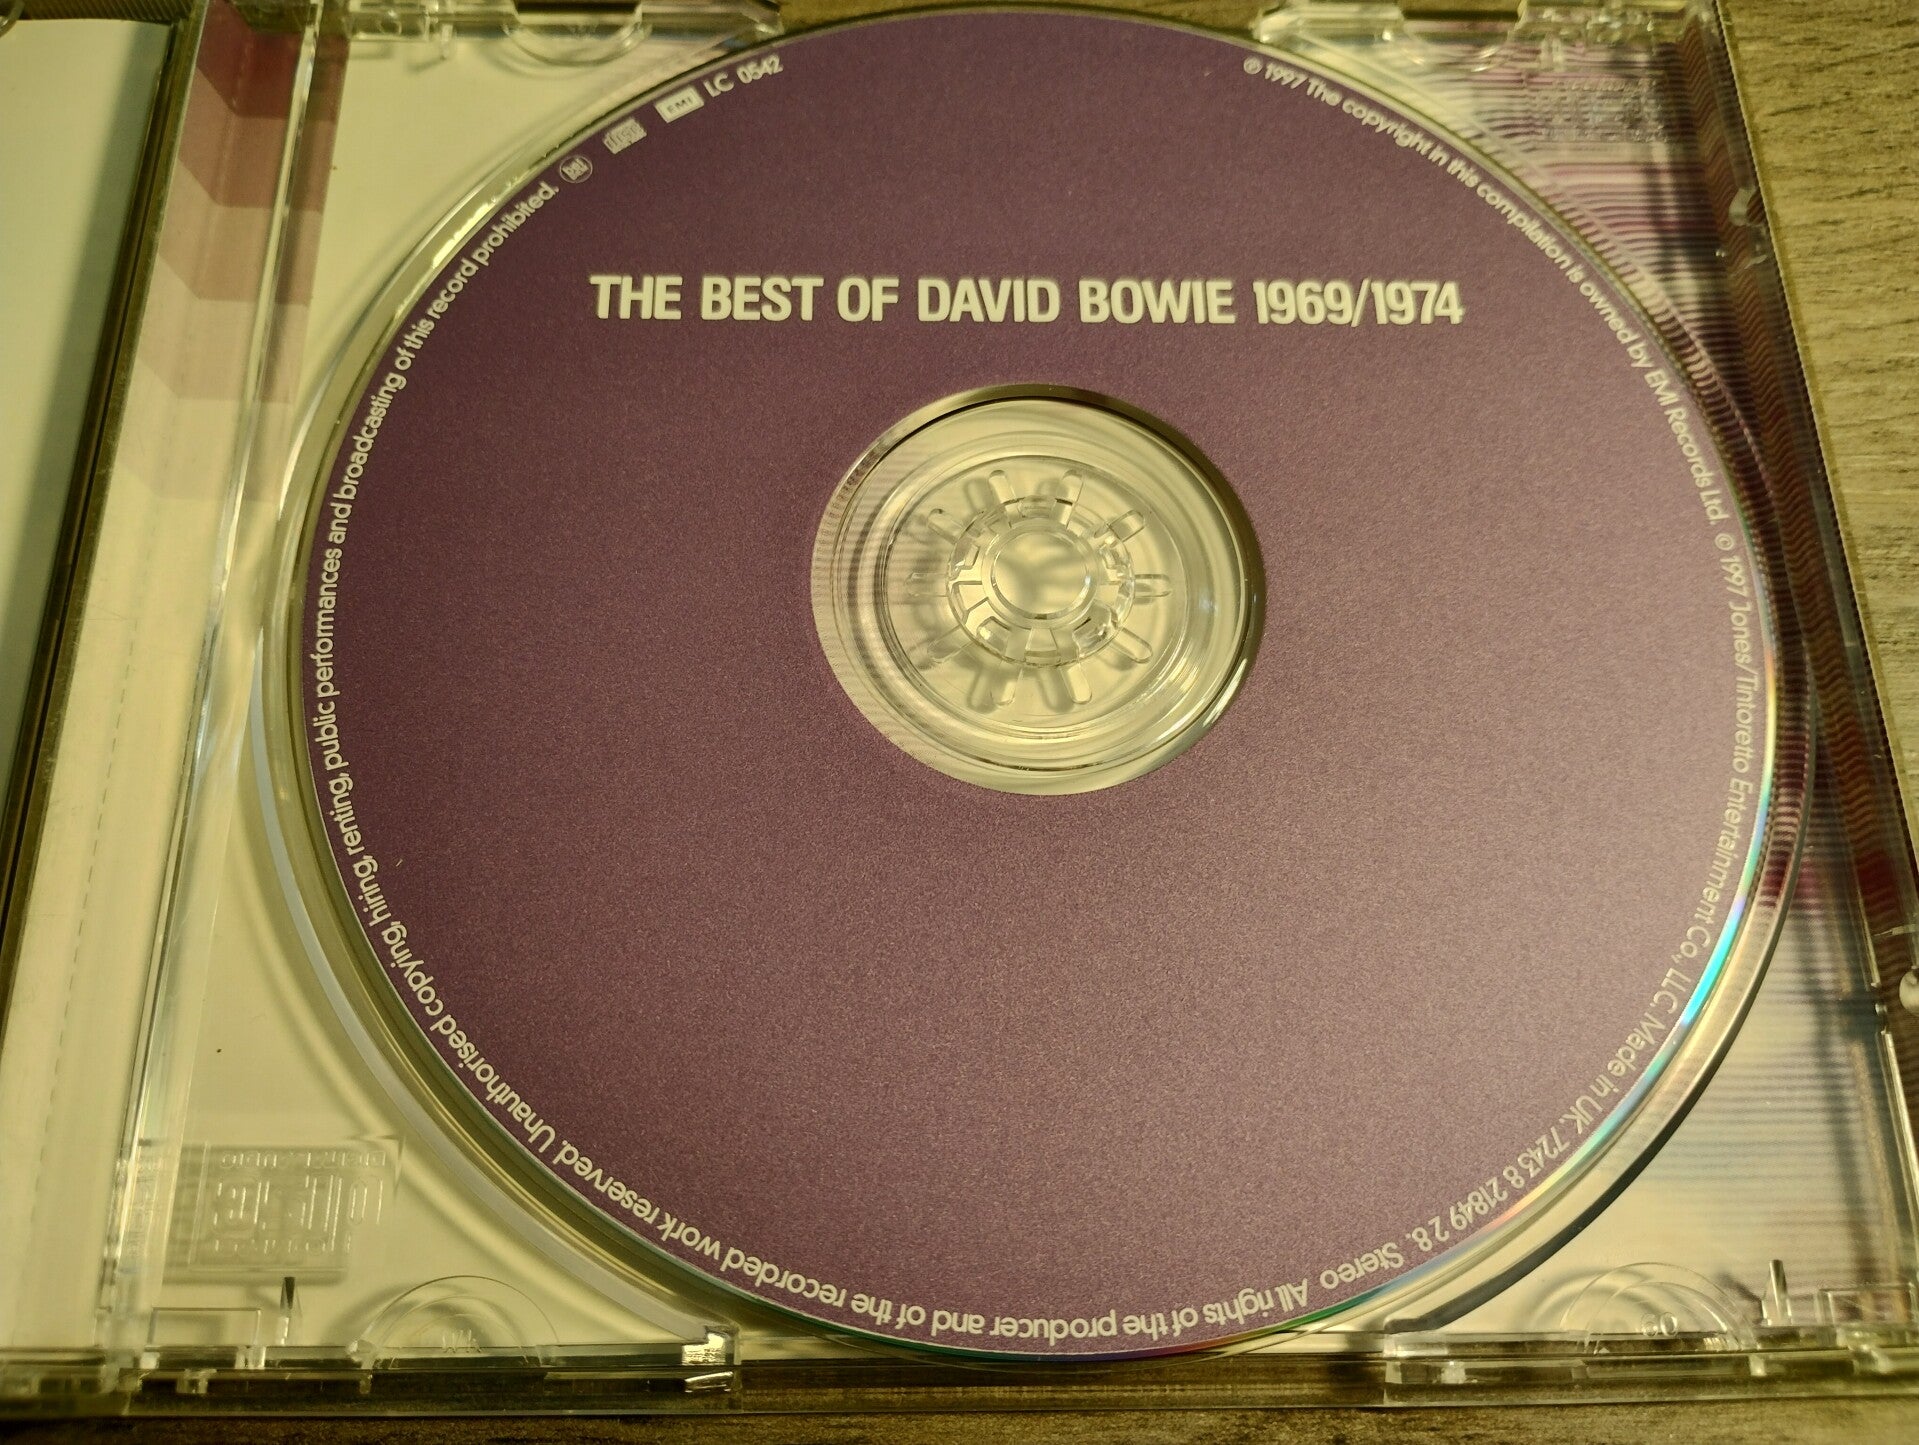 THE BEST OF DAVID BOWIE 1969/1974
℗ 1997 The copyright in this compilation is owned by EMI Records Ltd. © 1997 Jones/Tintoretto Entertainment Co., LLC. Made in UK. 7243 8 21849 2 8. Stereo All rights of the producer and of the recorded work reserved. Unauthorised copying, hiring, renting, public performances and broadcasting of this record prohibited.
EMI LC 0542